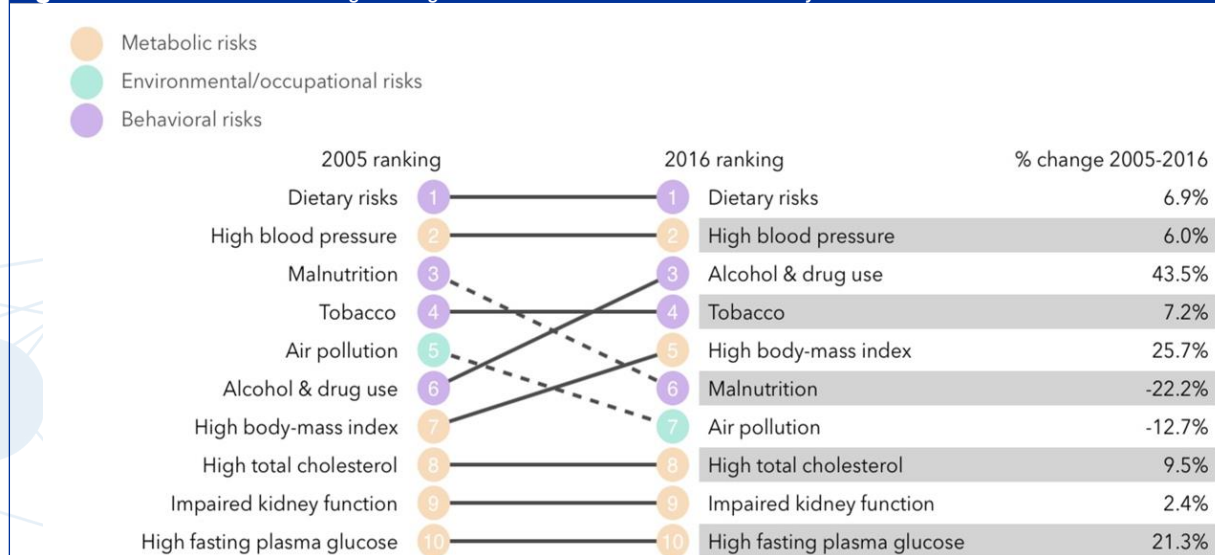 Metabolic risks
Environmental/occupational risks
Behavioral risks
2005 ranking 2016 ranking % change 2005-2016
Dietary risks 1 1 Dietary risks 6.9%
High blood pressure 2 2 High blood pressure 6.0%
Malnutrition 3 3 Alcohol & drug use 43.5%
Tobacco 4 4 Tobacco 7.2%
Air pollution 5 5 High body-mass index 25.7%
Alcohol & drug use 6 6 Malnutrition -22.2%
High body-mass index 7 7 Air pollution -12.7%
High total cholesterol 8 8 High total cholesterol 9.5%
Impaired kidney function 9 9 Impaired kidney function 2.4%
High fasting plasma glucose 10 10 High fasting plasma glucose 21.3%